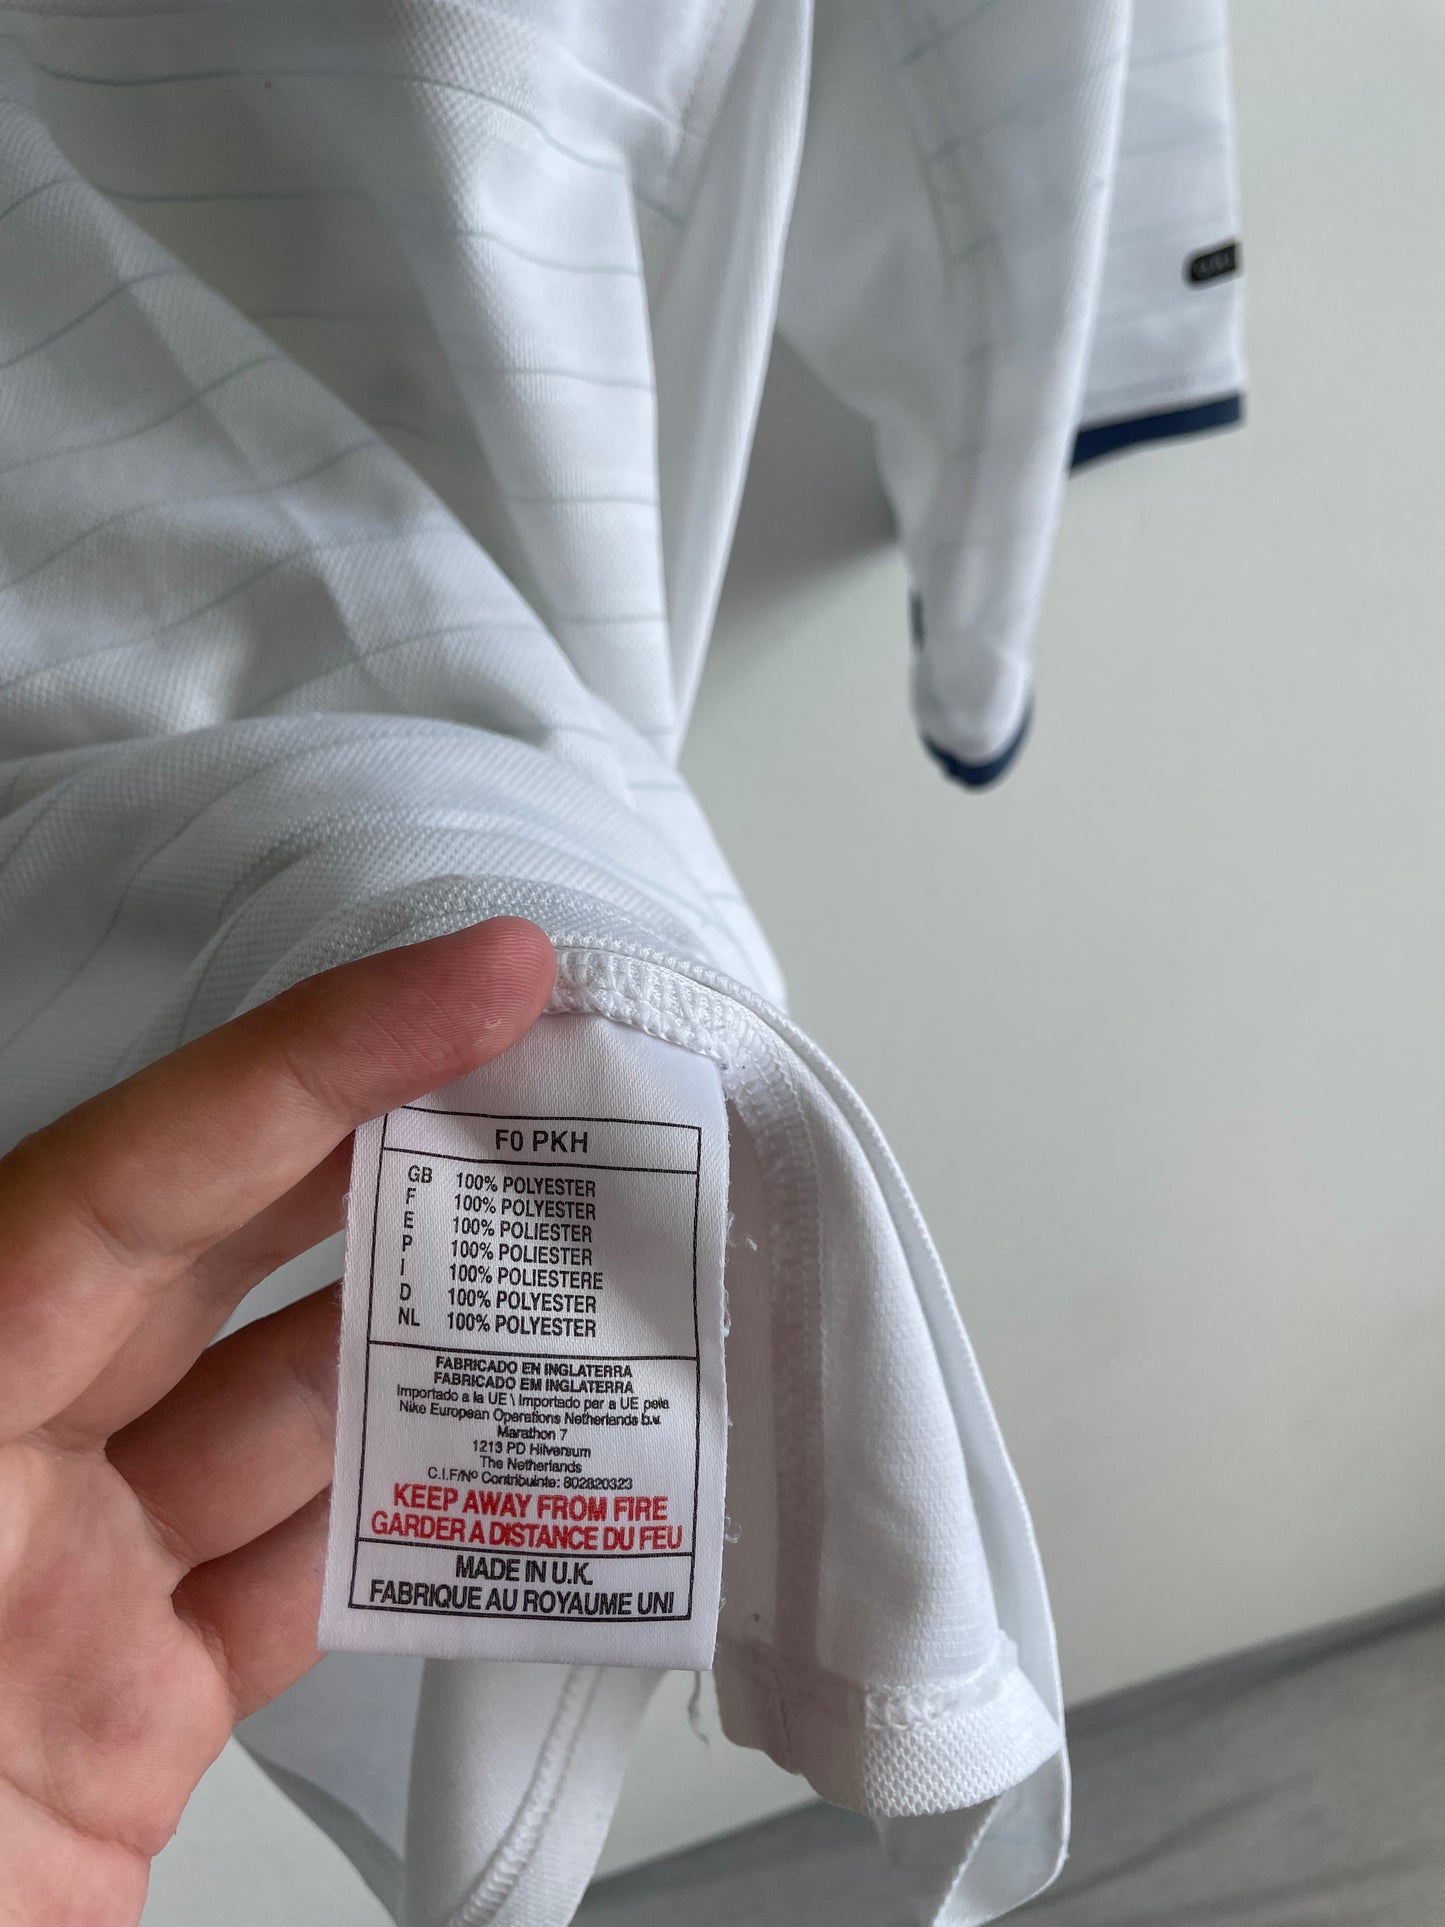 F0 PKH
GB 100% POLYESTER
F 100% POLYESTER
E 100% POLIESTER
P 100% POLIESTER
I 100% POLIESTERE
D 100% POLYESTER
NL 100% POLYESTER
FABRICADO EN INGLATERRA
FABRICADO EM INGLATERRA
Importado a la UE \ Importado par a UE pela
Nike European Operations Netherlands b.v.
Marathon 7
1213 PD Hilversum
The Netherlands
C.I.F/Nº Contribuinte: 802820323
KEEP AWAY FROM FIRE
GARDER A DISTANCE DU FEU
MADE IN U.K.
FABRIQUE AU ROYAUME UNI